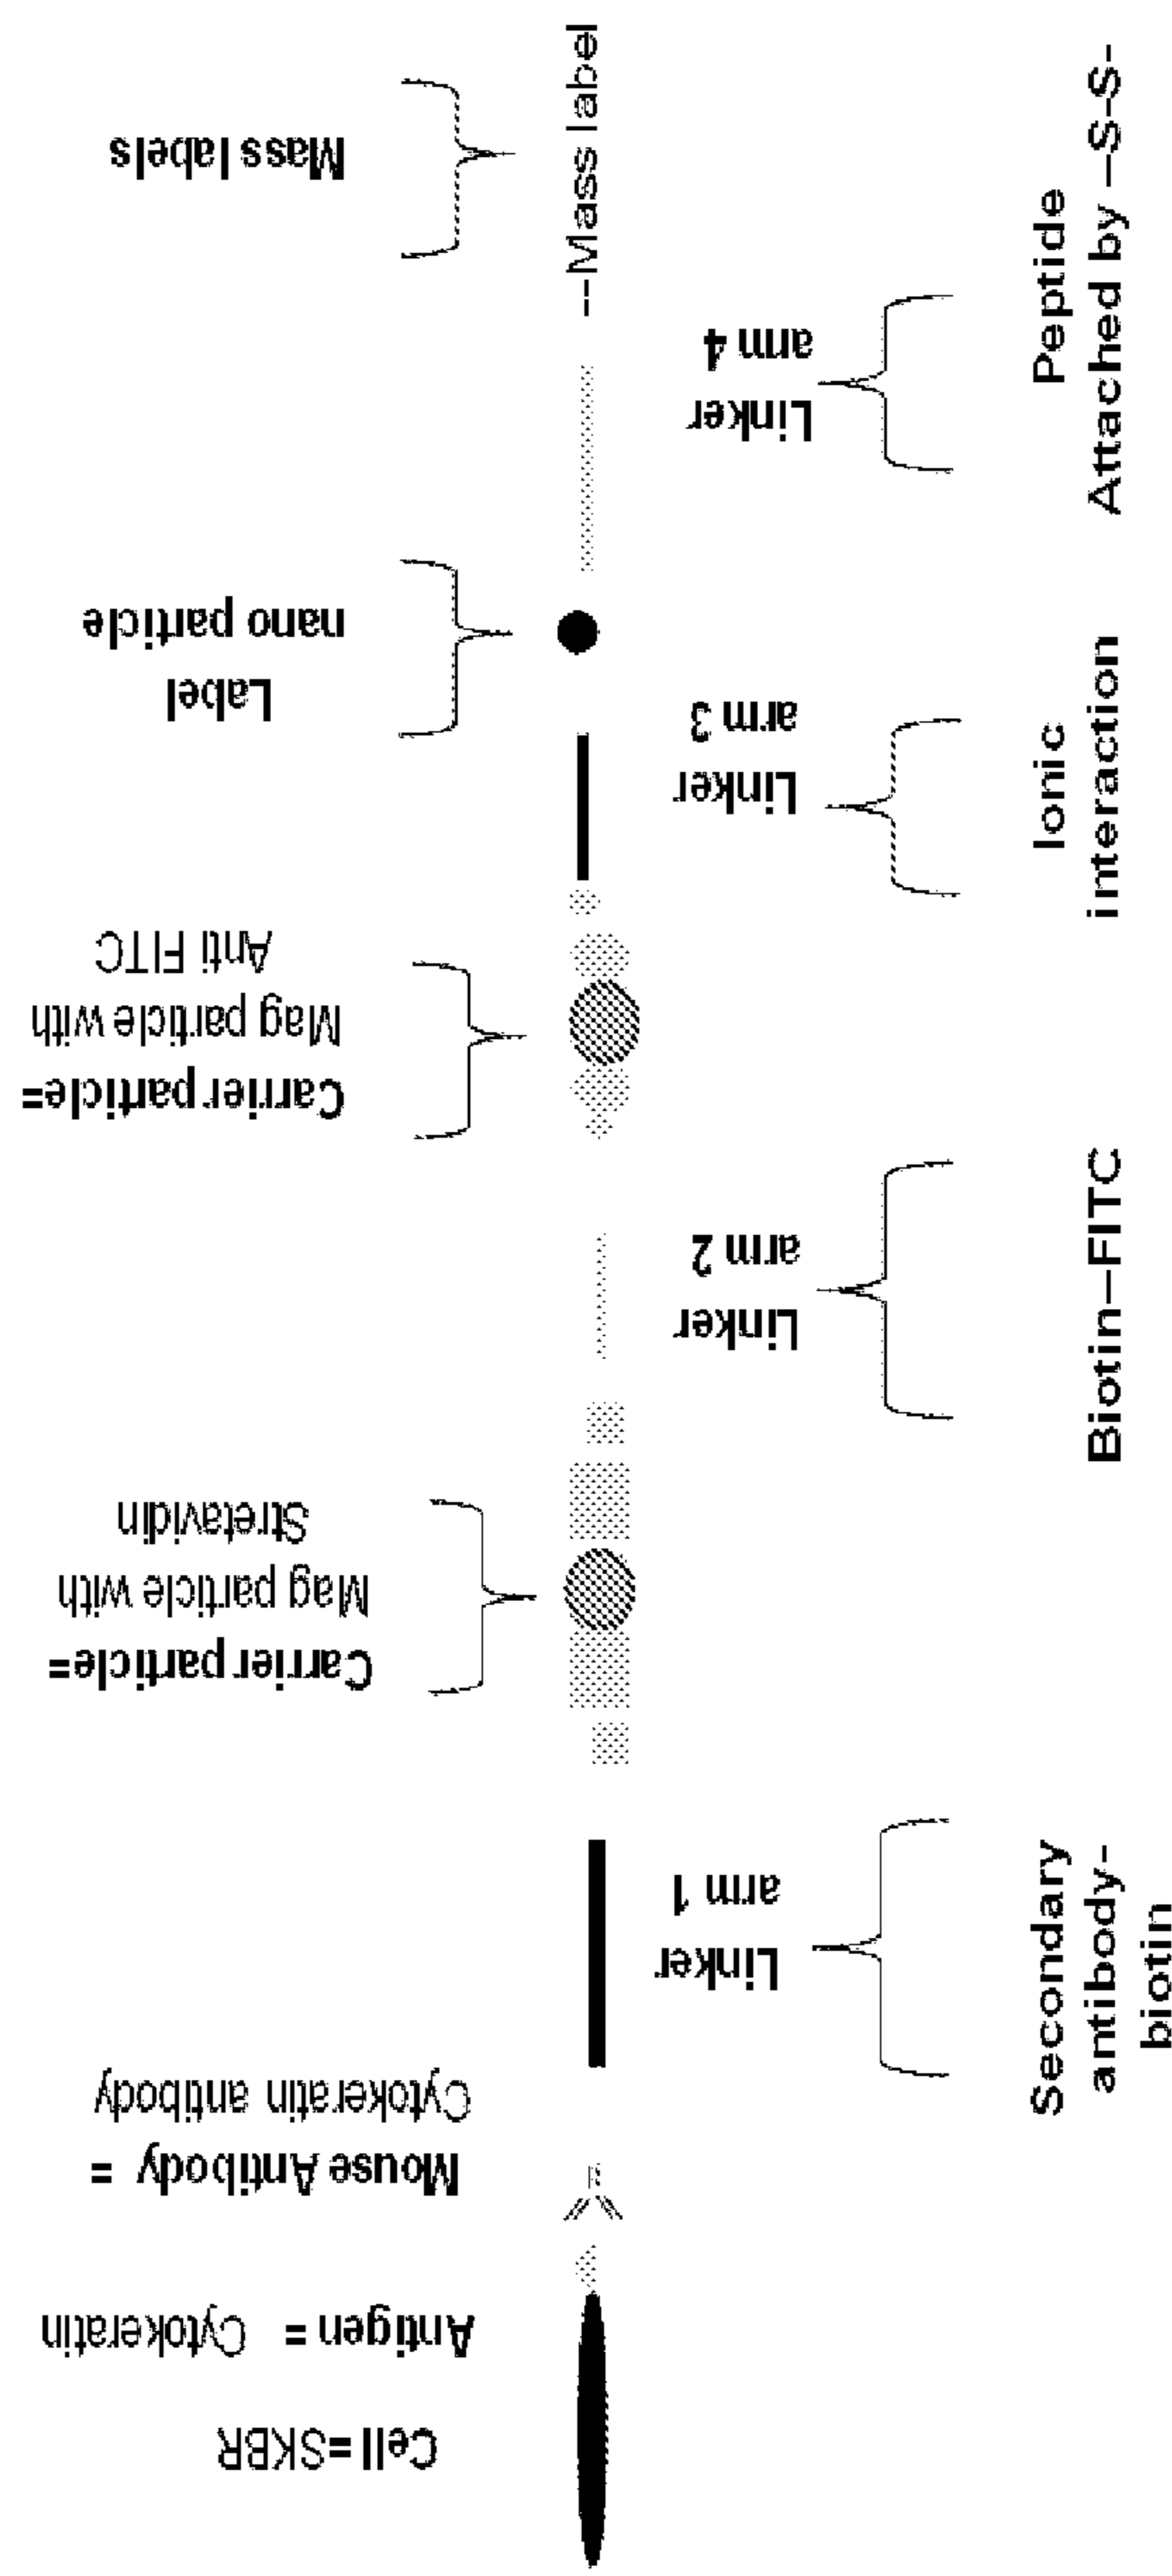 Cell=SKBR
Antigen = Cytokeratin
Mouse Antibody =
Cytokeratin antibody
Linker
arm 1
Secondary
antibody-
biotin
Carrier particle=
Mag particle with
Stretavidin
Linker
arm 2
Biotin–FITC
Carrier particle=
Mag particle with
Anti FITC
Linker
arm 3
Ionic
interaction
Label
nano particle
Linker
arm 4
Peptide
Attached by –S-S-
Mass labels
--Mass label